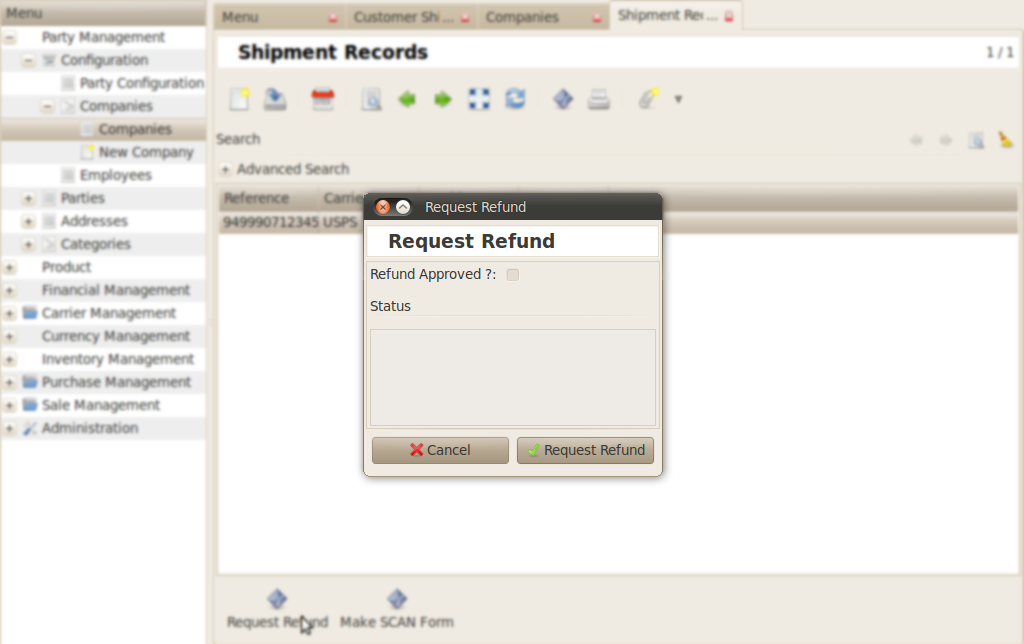 Menu
Party Management
Configuration
Party Configuration
Companies
Companies
New Company
Employees
Parties
Addresses
Categories
Product
Financial Management
Carrier Management
Currency Management
Inventory Management
Purchase Management
Sale Management
Administration
Menu Customer Shi... Companies Shipment Rec...
Shipment Records 1 / 1
Search
Advanced Search
Reference Carrie
949990712345 USPS
Request Refund
Request Refund
Refund Approved ?:
Status
Cancel Request Refund
Request Refund Make SCAN Form